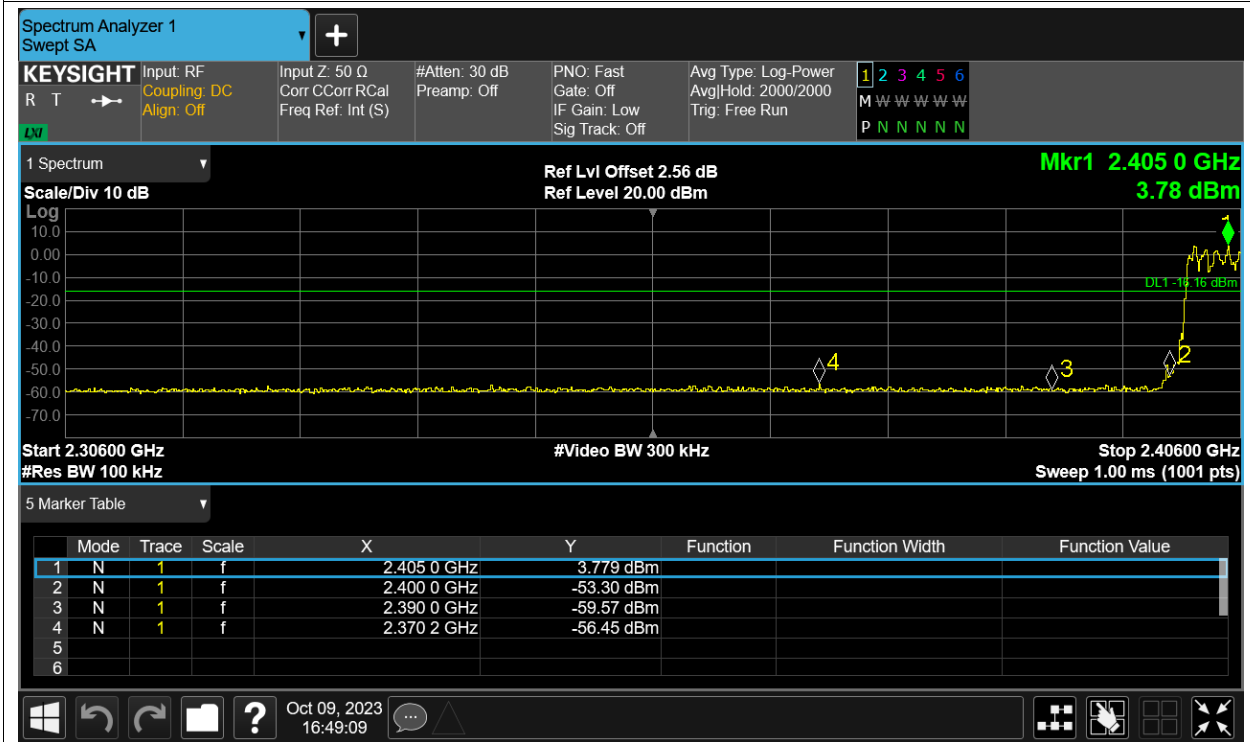 Spectrum Analyzer 1
Swept SA
+
KEYSIGHT Input: RF Input Z: 50 Ω #Atten: 30 dB PNO: Fast Avg Type: Log-Power 1 2 3 4 5 6
R T Coupling: DC Corr CCorr RCal Preamp: Off Gate: Off Avg|Hold: 2000/2000 M W W W W W
Align: Off Freq Ref: Int (S) IF Gain: Low Trig: Free Run
LXI Sig Track: Off P N N N N N
1 Spectrum Ref Lvl Offset 2.56 dB Mkr1 2.405 0 GHz
Scale/Div 10 dB Ref Level 20.00 dBm 3.78 dBm
Log
10.0
0.00
-10.0
DL1 -16.16 dBm
-20.0
-30.0
-40.0
4 3 2 1
-50.0
-60.0
-70.0
Start 2.30600 GHz #Video BW 300 kHz Stop 2.40600 GHz
#Res BW 100 kHz Sweep 1.00 ms (1001 pts)
5 Marker Table
Mode Trace Scale X Y Function Function Width Function Value
1 N 1 f 2.405 0 GHz 3.779 dBm
2 N 1 f 2.400 0 GHz -53.30 dBm
3 N 1 f 2.390 0 GHz -59.57 dBm
4 N 1 f 2.370 2 GHz -56.45 dBm
5
6
? Oct 09, 2023
16:49:09